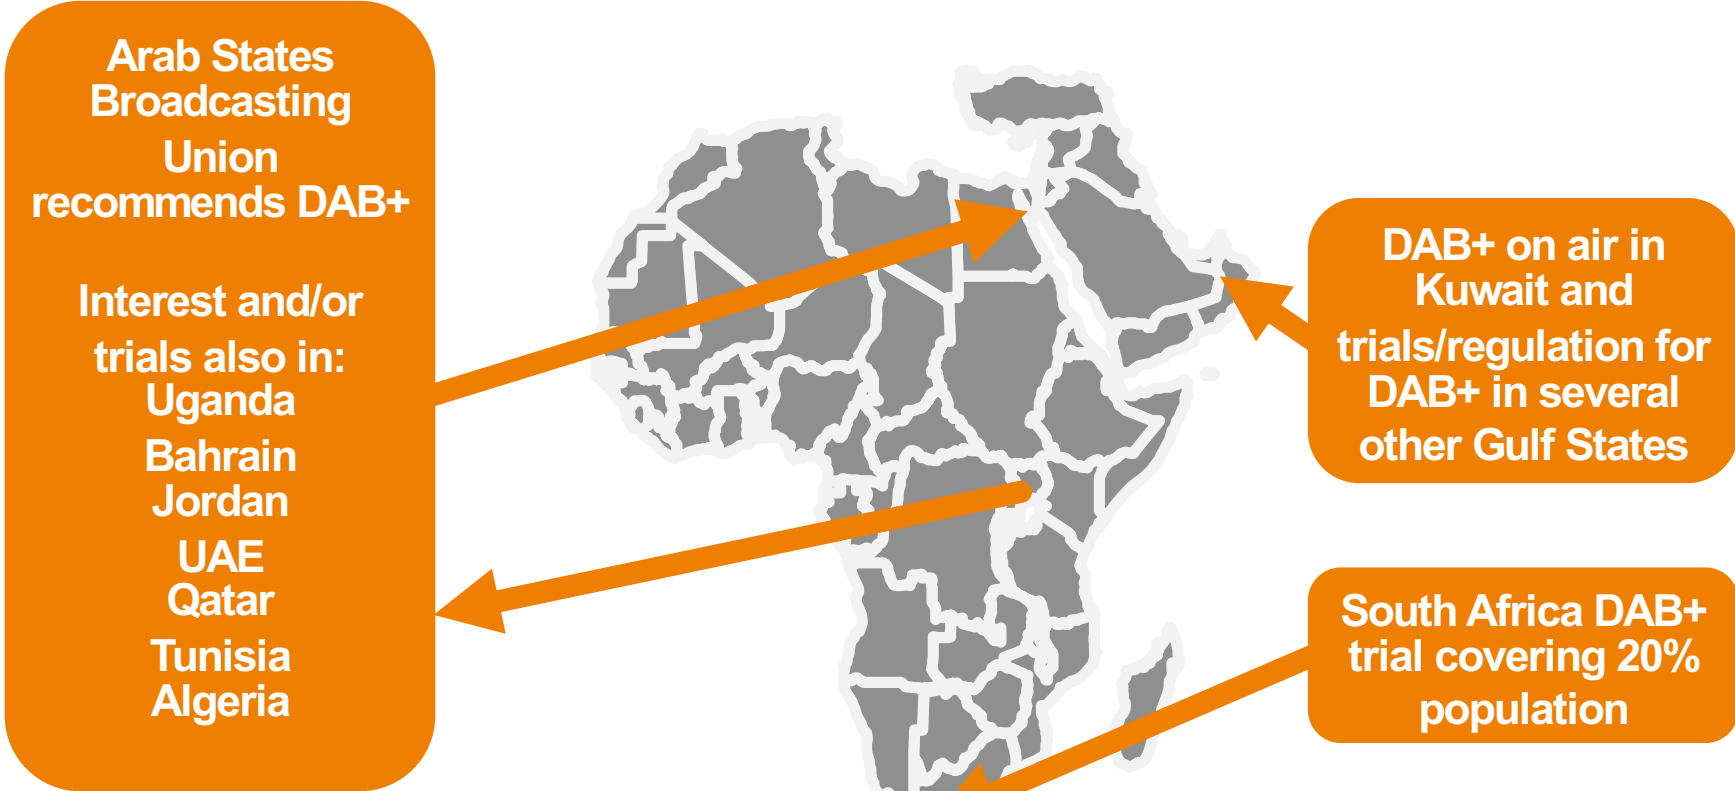 Arab States
Broadcasting
Union
recommends DAB+
Interest and/or
trials also in:
Uganda
Bahrain
Jordan
UAE
Qatar
Tunisia
Algeria
DAB+ on air in
Kuwait and
trials/regulation for
DAB+ in several
other Gulf States
South Africa DAB+
trial covering 20%
population